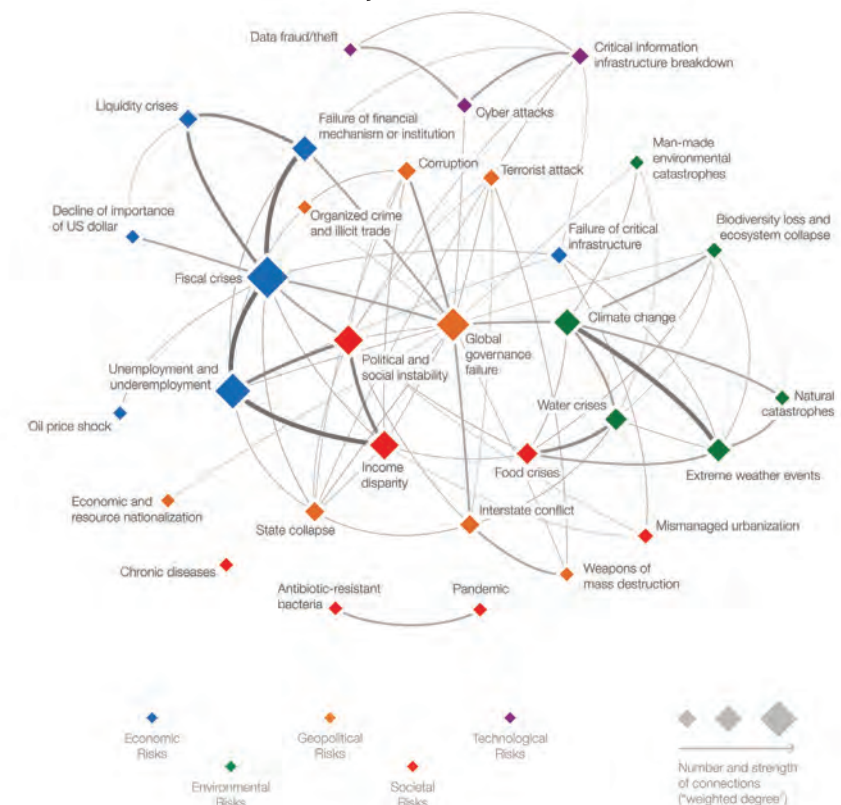 Data fraud/theft
Critical information
infrastructure breakdown
Liquidity crises
Cyber attacks
Failure of financial
mechanism or institution
Man-made
environmental
catastrophes
Corruption
Terrorist attack
Decline of importance
of US dollar
Organized crime
and illicit trade
Failure of critical
infrastructure
Biodiversity loss and
ecosystem collapse
Fiscal crises
Climate change
Global
governance
failure
Political and
social instability
Unemployment and
underemployment
Natural
catastrophes
Water crises
Oil price shock
Income
disparity
Food crises
Extreme weather events
Economic and
resource nationalization
State collapse
Interstate conflict
Mismanaged urbanization
Chronic diseases
Weapons of
mass destruction
Antibiotic-resistant
bacteria
Pandemic
Economic
Risks
Geopolitical
Risks
Technological
Risks
Environmental
Risks
Societal
Risks
Number and strength
of connections
("weighted degree")